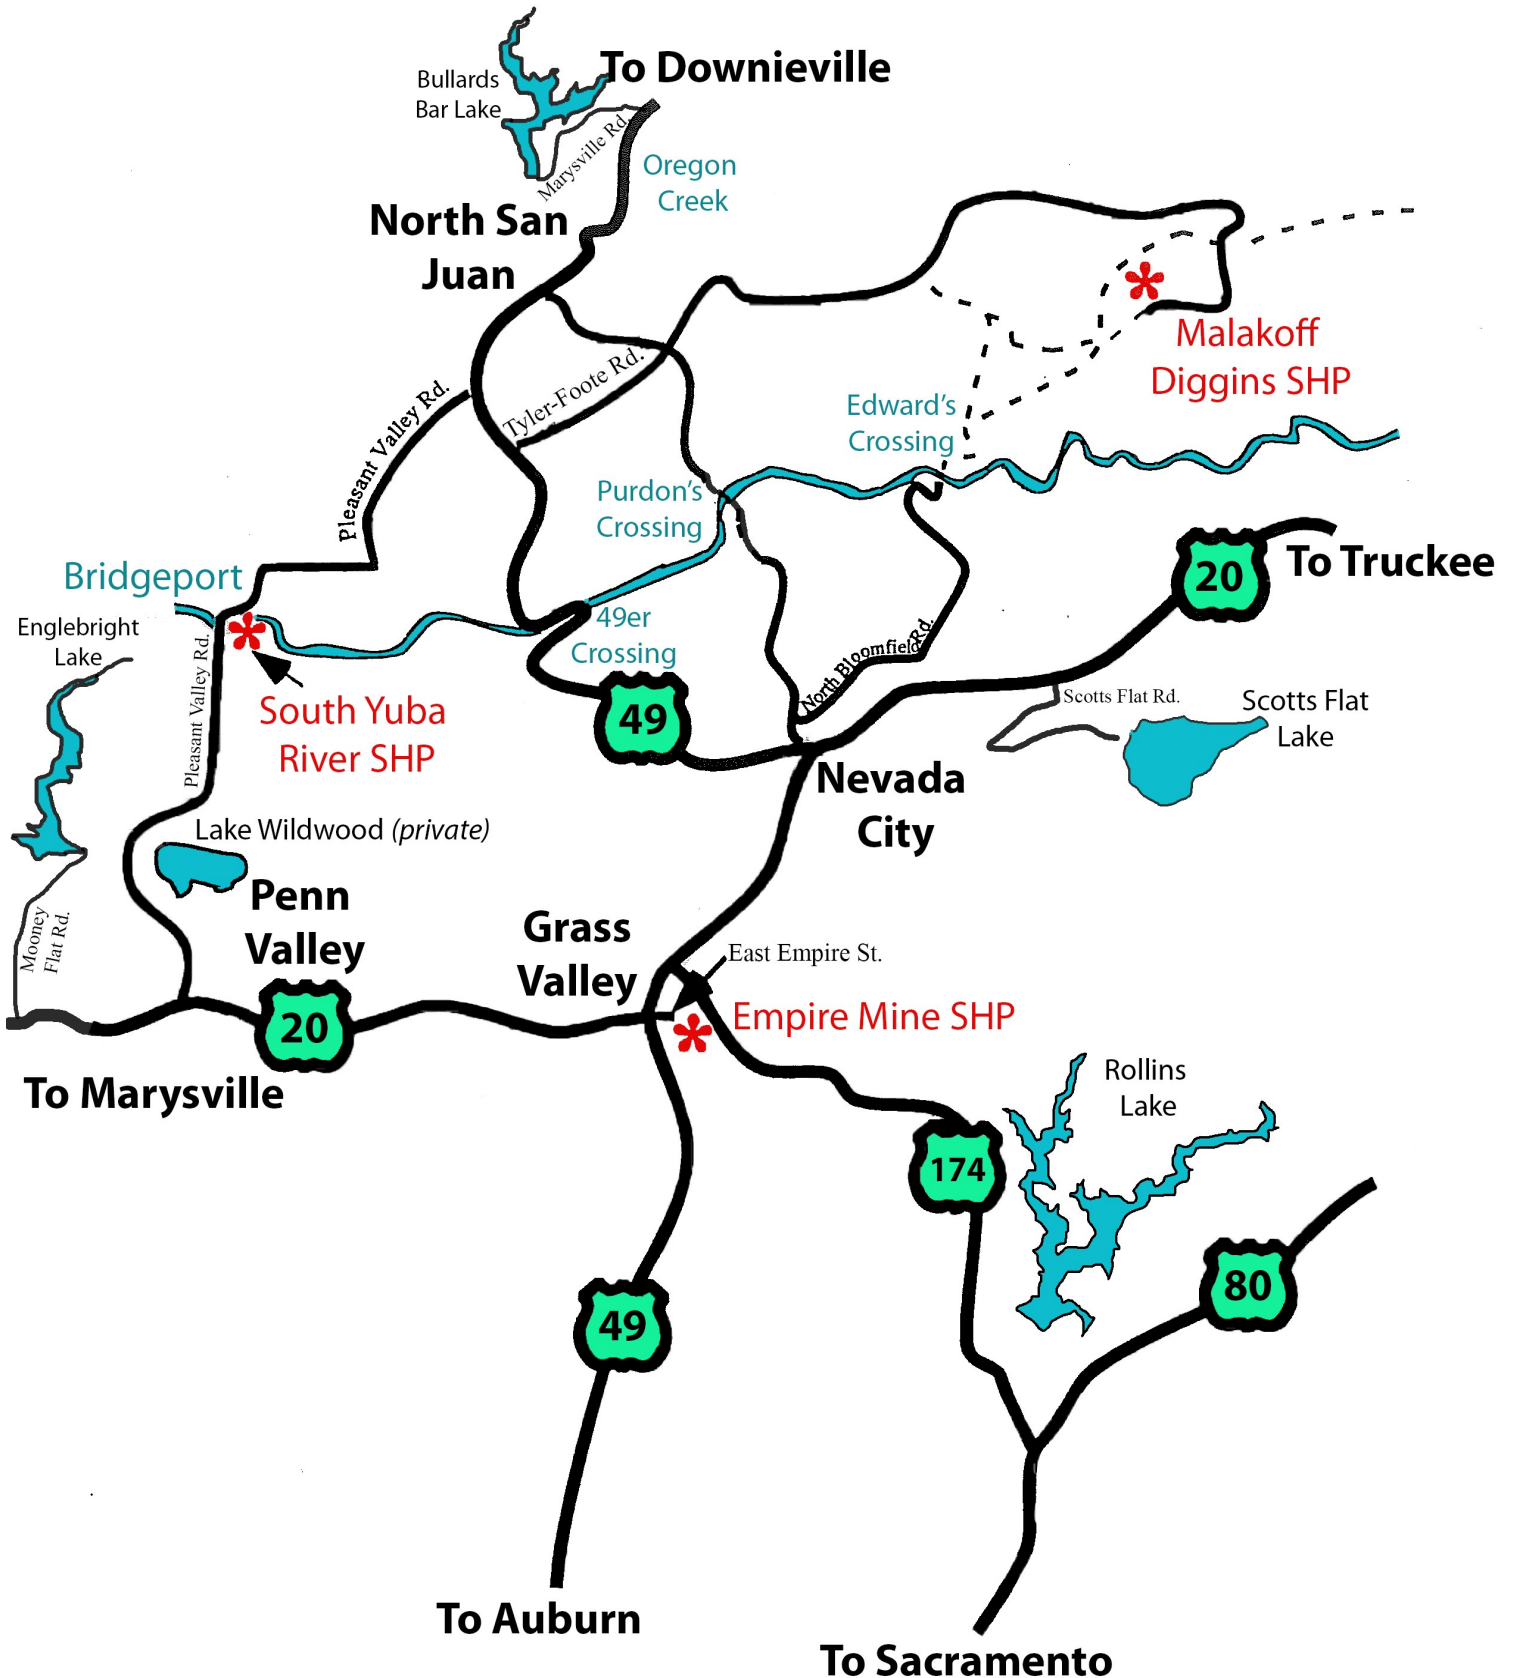 To Downieville
Bullards
Bar Lake
Marysville Rd.
Oregon
Creek
North San
Juan
Malakoff
Diggins SHP
Tyler-Foote Rd.
Pleasant Valley Rd.
Edward's
Crossing
Purdon's
Crossing
20
To Truckee
Bridgeport
Englebright
Lake
49er
Crossing
North Bloomfield Rd.
Pleasant Valley Rd.
South Yuba
River SHP
49
Scotts Flat Rd.
Scotts Flat
Lake
Nevada
City
Lake Wildwood (private)
Penn
Valley
Mooney
Flat Rd.
Grass
Valley
East Empire St.
Empire Mine SHP
20
To Marysville
Rollins
Lake
174
80
49
To Auburn
To Sacramento